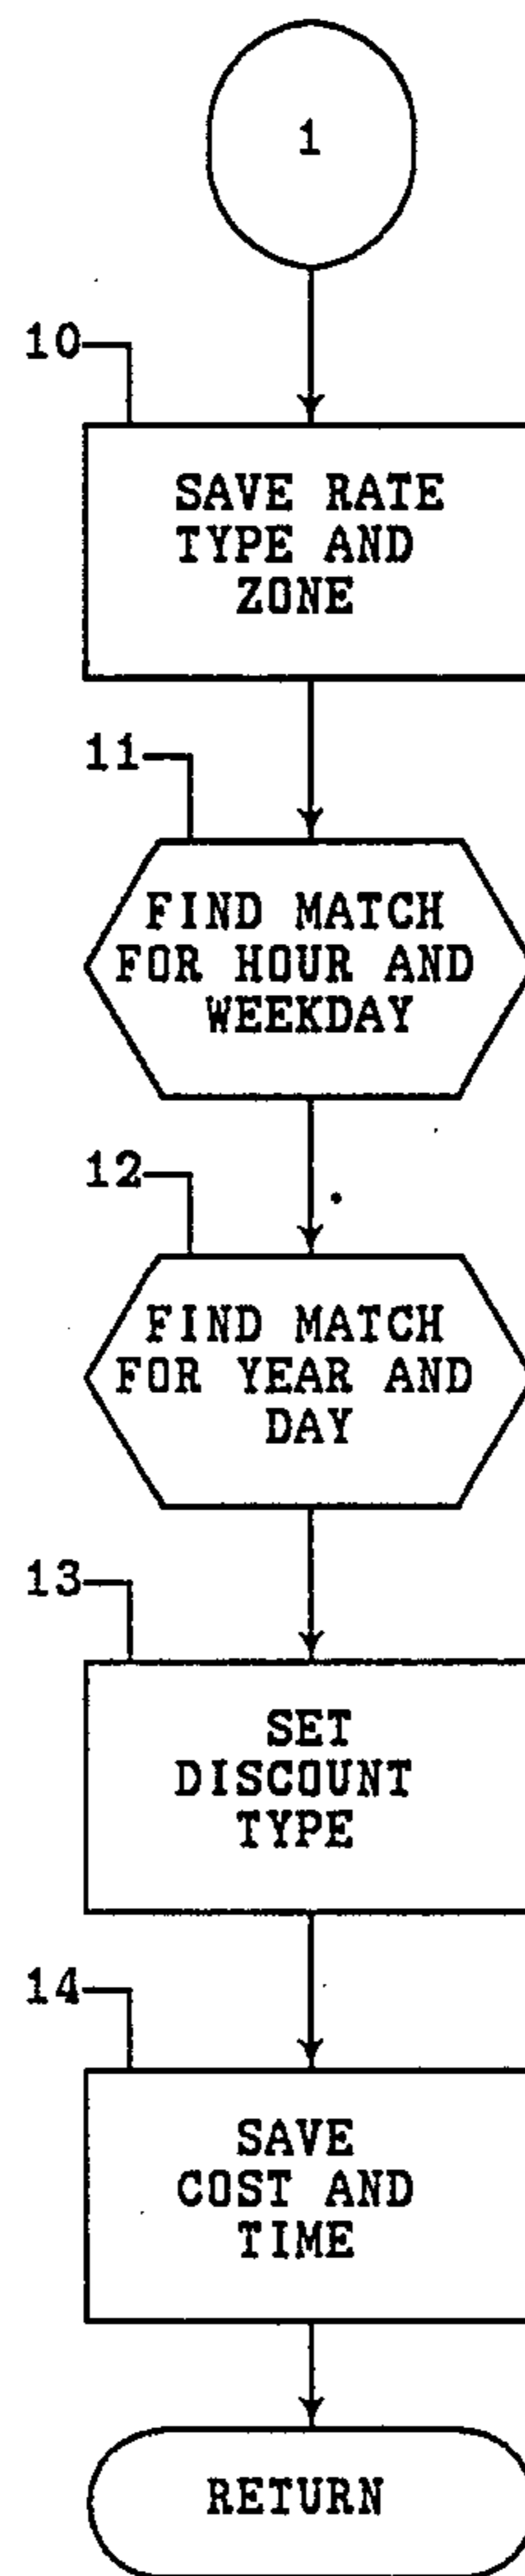 1
10
SAVE RATE
TYPE AND
ZONE
11
FIND MATCH
FOR HOUR AND
WEEKDAY
12
FIND MATCH
FOR YEAR AND
DAY
13
SET
DISCOUNT
TYPE
14
SAVE
COST AND
TIME
RETURN